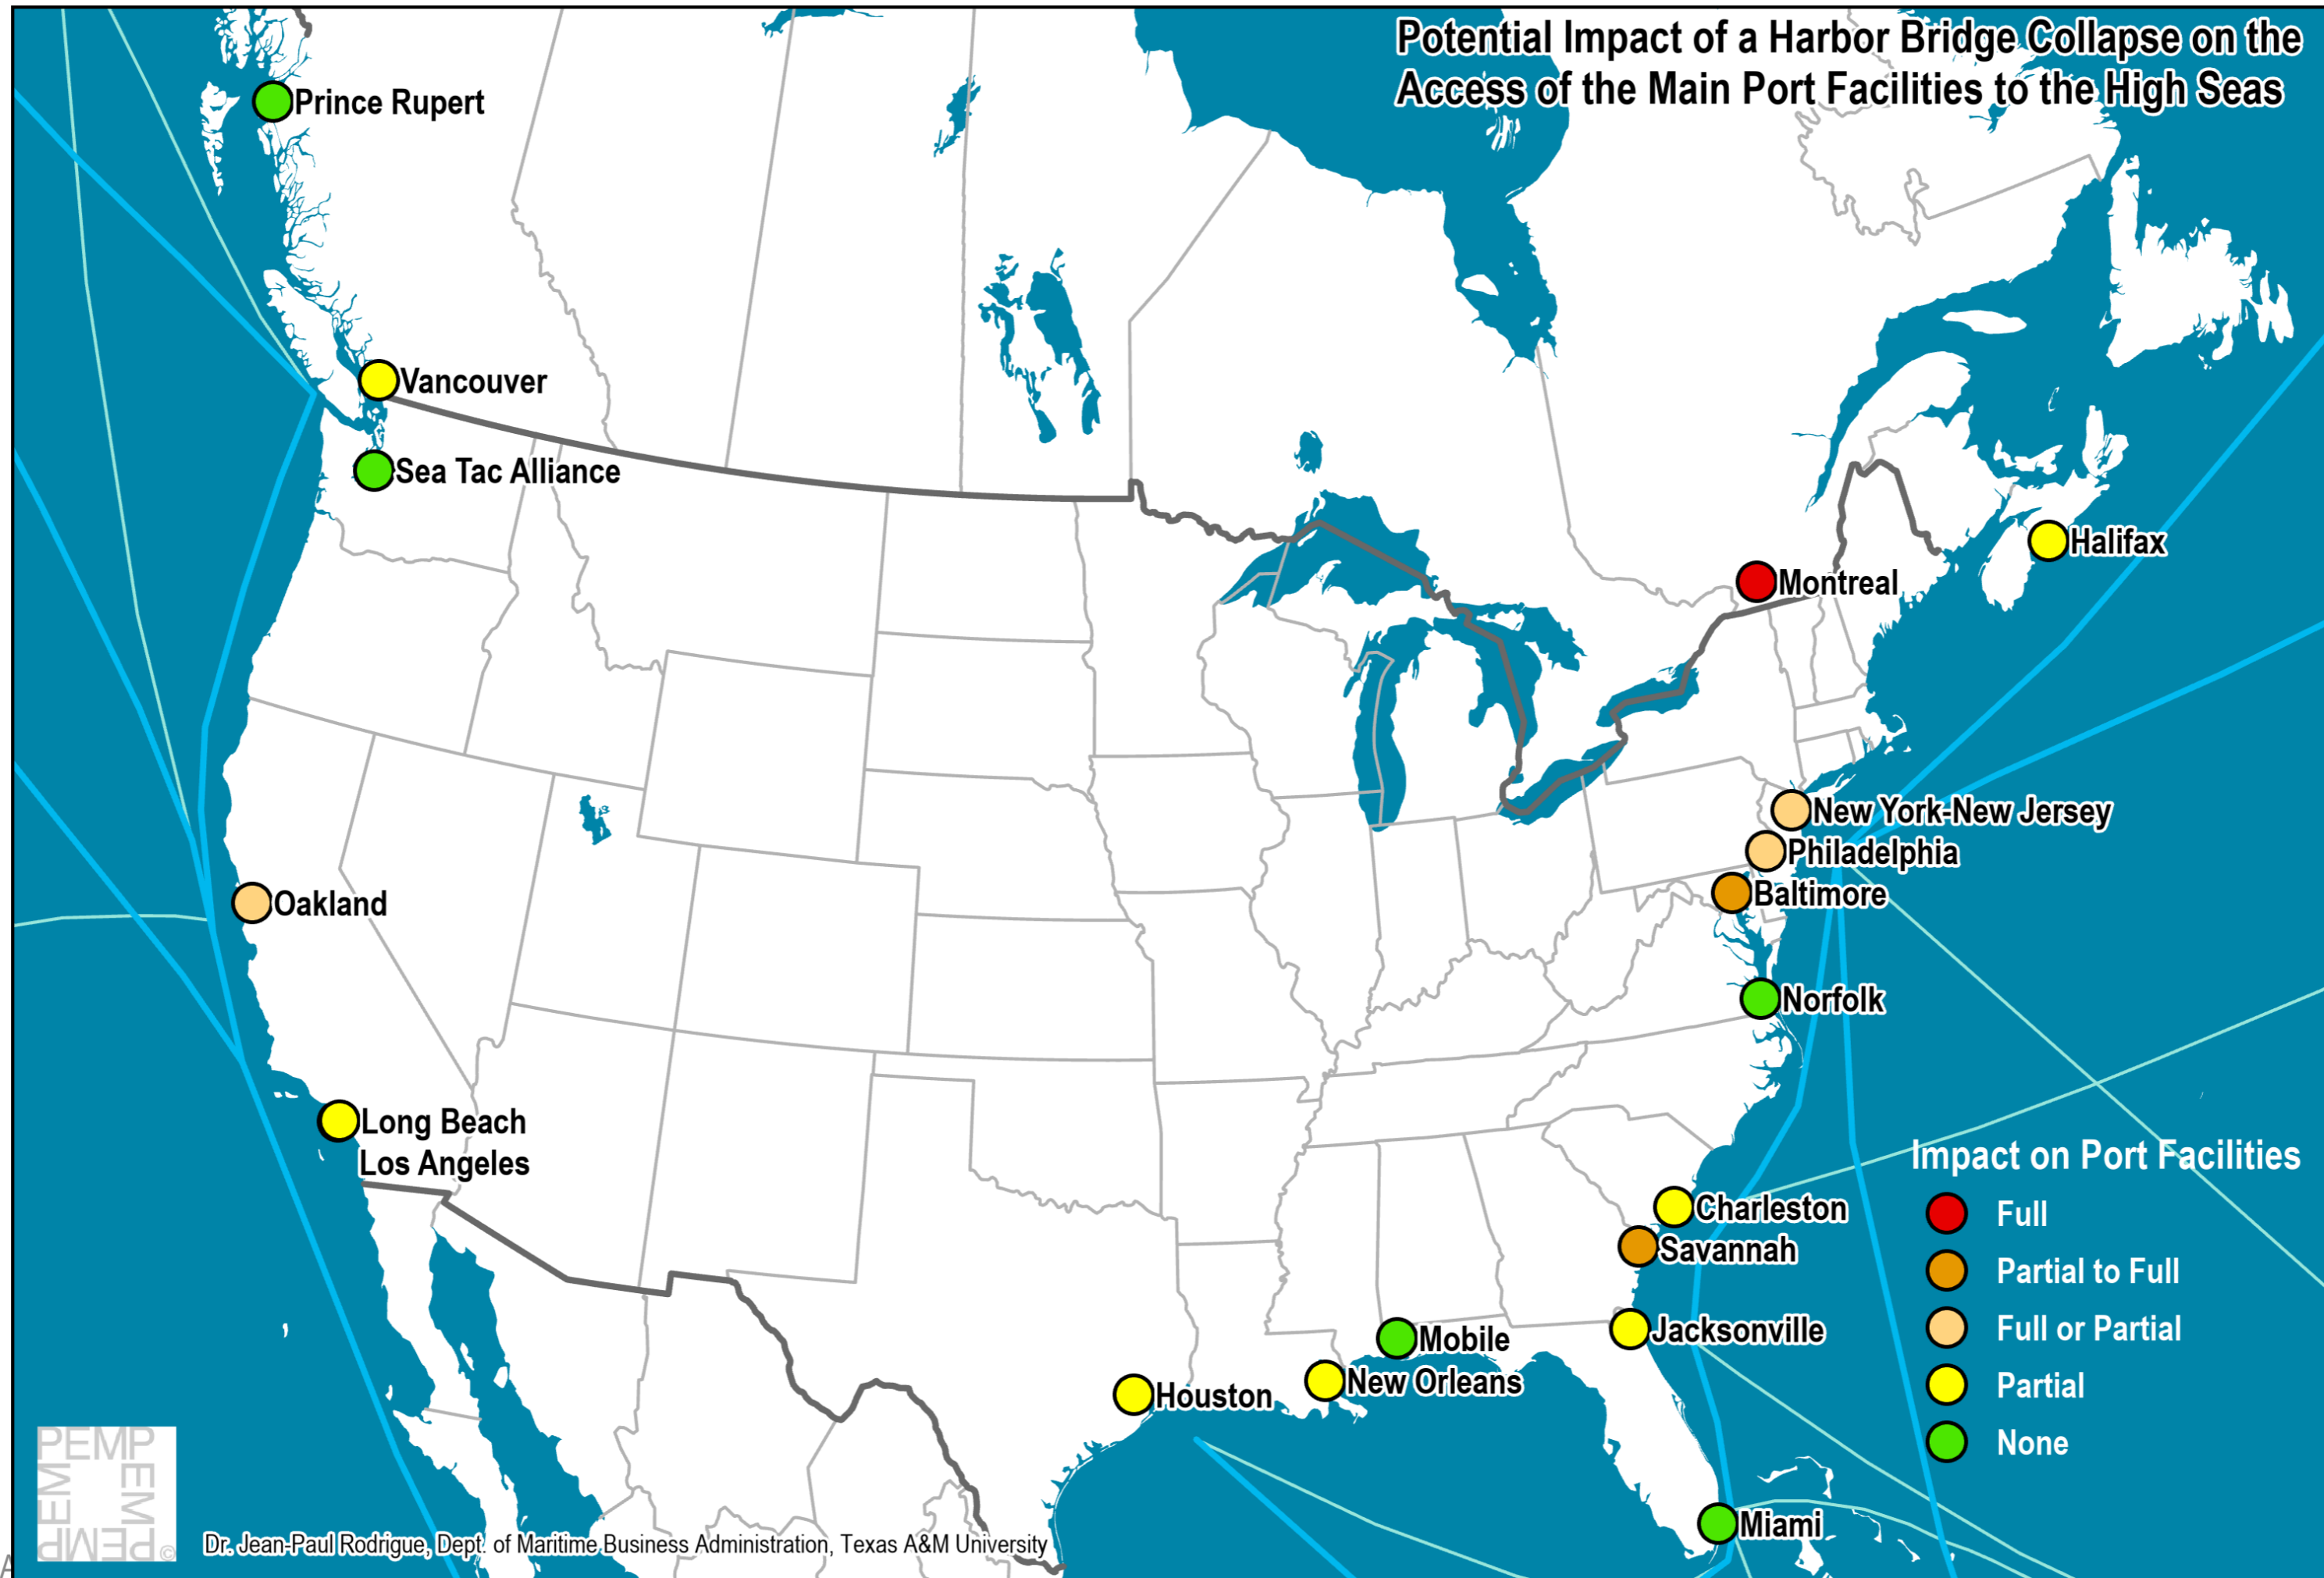 Potential Impact of a Harbor Bridge Collapse on the
Access of the Main Port Facilities to the High Seas
Prince Rupert
Vancouver
Sea Tac Alliance
Halifax
Montreal
New York-New Jersey
Philadelphia
Baltimore
Oakland
Norfolk
Long Beach
Los Angeles
Charleston
Savannah
Jacksonville
Mobile
New Orleans
Houston
Miami
Impact on Port Facilities
Full
Partial to Full
Full or Partial
Partial
None
PEMP
PEMP
PEMP
PEMP
©
Dr. Jean-Paul Rodrigue, Dept. of Maritime Business Administration, Texas A&M University
A